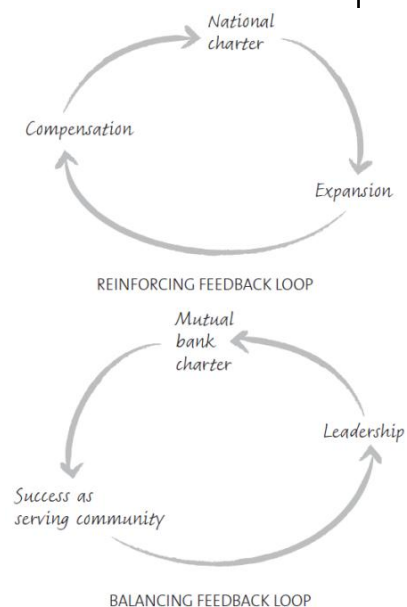 National
charter
Compensation
Expansion
REINFORCING FEEDBACK LOOP
Mutual
bank
charter
Leadership
Success as
serving community
BALANCING FEEDBACK LOOP